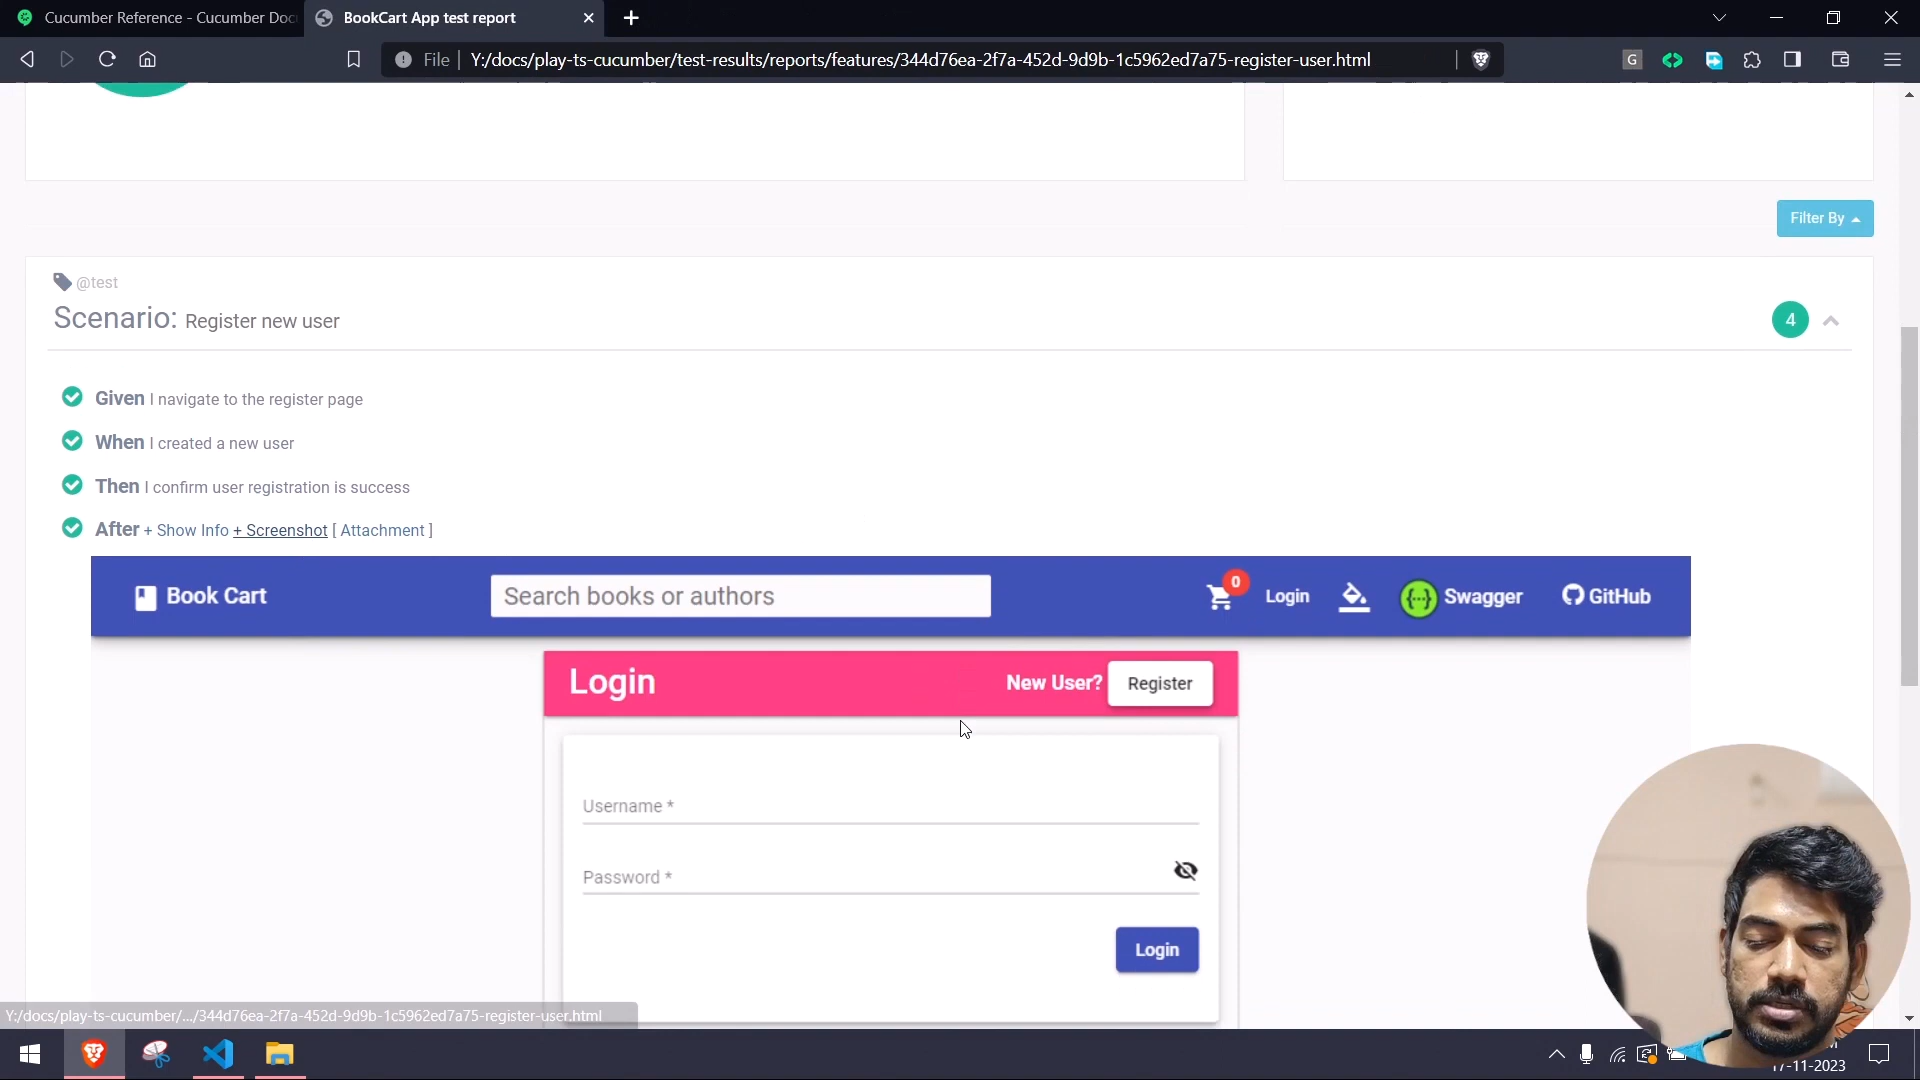 Cucumber Reference - Cucumber Doc
BookCart App test report
File
Y:/docs/play-ts-cucumber/test-results/reports/features/344d76ea-2f7a-452d-9d9b-1c5962ed7a75-register-user.html
G
Filter By
@test
Scenario: Register new user
4
Given I navigate to the register page
When I created a new user
Then I confirm user registration is success
After + Show Info + Screenshot [ Attachment ]
Book Cart
Search books or authors
0
Login
Swagger
GitHub
Login
New User?
Register
Username *
Password *
Login
Y:/docs/play-ts-cucumber/.../344d76ea-2f7a-452d-9d9b-1c5962ed7a75-register-user.html
17-11-2023